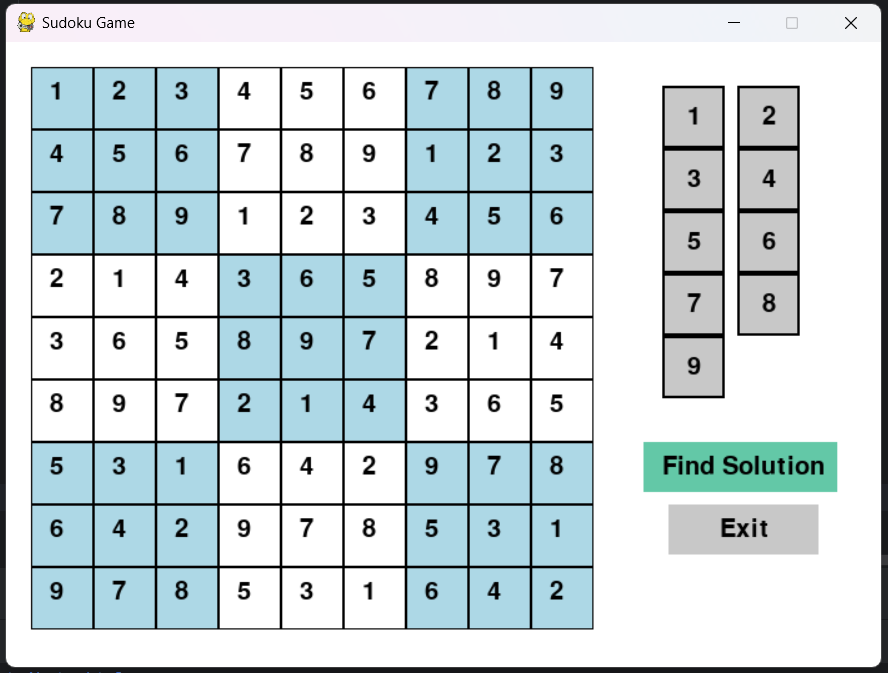 Sudoku Game
1 2 3 4 5 6 7 8 9
4 5 6 7 8 9 1 2 3
7 8 9 1 2 3 4 5 6
2 1 4 3 6 5 8 9 7
3 6 5 8 9 7 2 1 4
8 9 7 2 1 4 3 6 5
5 3 1 6 4 2 9 7 8
6 4 2 9 7 8 5 3 1
9 7 8 5 3 1 6 4 2
1 2
3 4
5 6
7 8
9
Find Solution
Exit